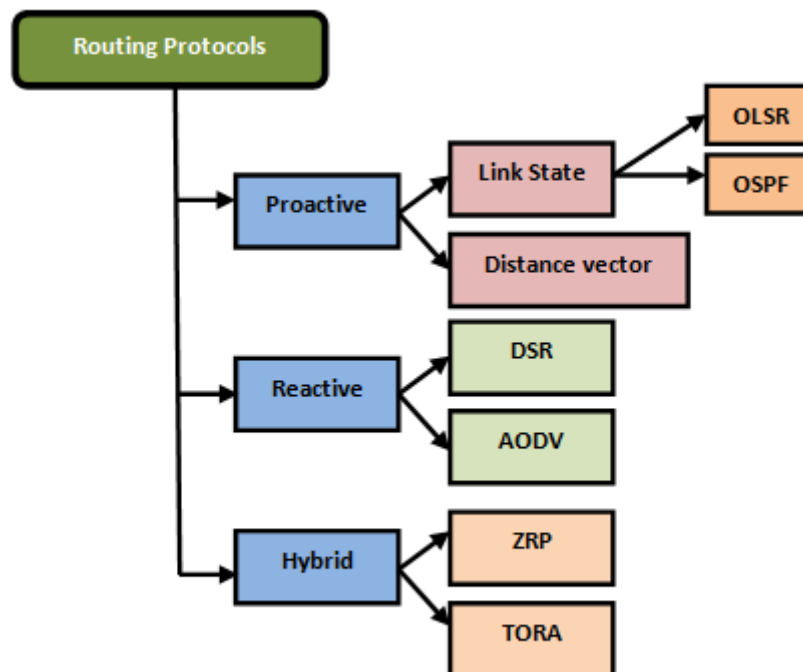 Routing Protocols
OLSR
Link State
OSPF
Proactive
Distance vector
DSR
Reactive
AODV
ZRP
Hybrid
TORA